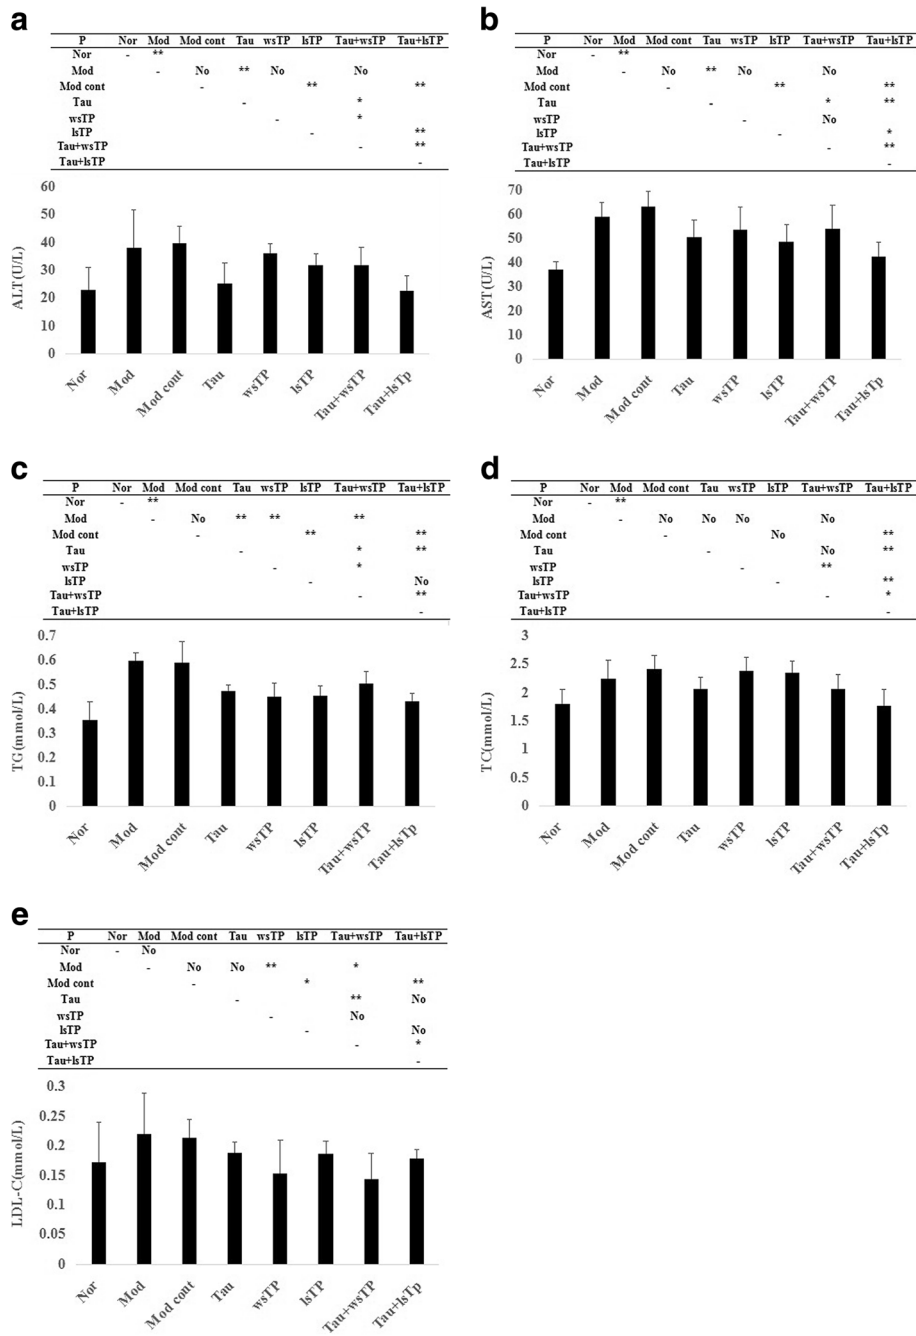 a
P Nor Mod Mod cont Tau wsTP lsTP Tau+wsTP Tau+lsTP
Nor - **
Mod - No ** No No
Mod cont - ** **
Tau - *
wsTP - *
lsTP - **
Tau+wsTP - **
Tau+lsTP -
ALT(U/L)
60
50
40
30
20
10
0
Nor Mod Mod cont Tau wsTP lsTP Tau+wsTP Tau+lsTp
b
P Nor Mod Mod cont Tau wsTP lsTP Tau+wsTP Tau+lsTP
Nor - **
Mod - No ** No No
Mod cont - ** **
Tau - * **
wsTP - No
lsTP - *
Tau+wsTP - **
Tau+lsTP -
AST(U/L)
70
60
50
40
30
20
10
0
Nor Mod Mod cont Tau wsTP lsTP Tau+wsTP Tau+lsTp
c
P Nor Mod Mod cont Tau wsTP lsTP Tau+wsTP Tau+lsTP
Nor - **
Mod - No ** ** **
Mod cont - ** **
Tau - * **
wsTP - *
lsTP - No
Tau+wsTP - **
Tau+lsTP -
TG(mmol/L)
0.7
0.6
0.5
0.4
0.3
0.2
0.1
0
Nor Mod Mod cont Tau wsTP lsTP Tau+wsTP Tau+lsTp
d
P Nor Mod Mod cont Tau wsTP lsTP Tau+wsTP Tau+lsTP
Nor - **
Mod - No No No No
Mod cont - No **
Tau - No **
wsTP - **
lsTP - **
Tau+wsTP - *
Tau+lsTP -
TC(mmol/L)
3
2.5
2
1.5
1
0.5
0
Nor Mod Mod cont Tau wsTP lsTP Tau+wsTP Tau+lsTp
e
P Nor Mod Mod cont Tau wsTP lsTP Tau+wsTP Tau+lsTP
Nor - No
Mod - No No ** *
Mod cont - * **
Tau - ** No
wsTP - No
lsTP - No
Tau+wsTP - *
Tau+lsTP -
LDL-C(mmol/L)
0.3
0.25
0.2
0.15
0.1
0.05
0
Nor Mod Mod cont Tau wsTP lsTP Tau+wsTP Tau+lsTp